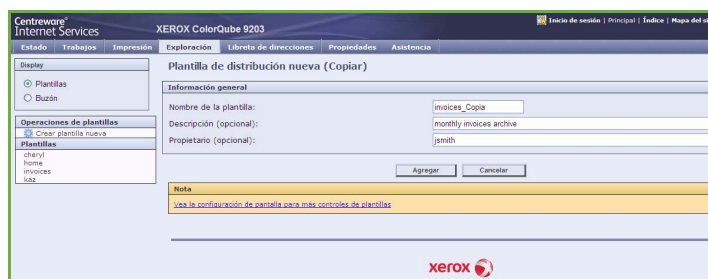 Centreware®
Internet Services
XEROX ColorQube 9203
Inicio de sesión | Principal | Índice | Mapa del si
Estado Trabajos Impresión Exploración Libreta de direcciones Propiedades Asistencia
Display
Plantillas
Buzón
Operaciones de plantillas
Crear plantilla nueva
Plantillas
cheryl
home
invoices
kaz
Plantilla de distribución nueva (Copiar)
Información general
Nombre de la plantilla: invoices_Copia
Descripción (opcional): monthly invoices archive
Propietario (opcional): jsmith
Agregar Cancelar
Nota
Vea la configuración de pantalla para más controles de plantillas
xerox